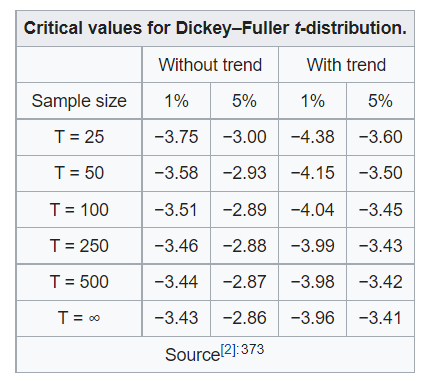 Critical values for Dickey–Fuller t-distribution.
Without trend With trend
Sample size 1% 5% 1% 5%
T = 25 −3.75 −3.00 −4.38 −3.60
T = 50 −3.58 −2.93 −4.15 −3.50
T = 100 −3.51 −2.89 −4.04 −3.45
T = 250 −3.46 −2.88 −3.99 −3.43
T = 500 −3.44 −2.87 −3.98 −3.42
T = ∞ −3.43 −2.86 −3.96 −3.41
Source[2]:373